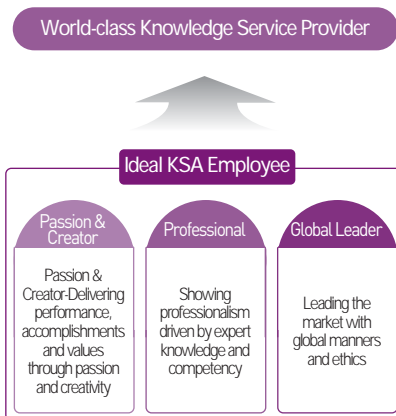 World-class Knowledge Service Provider
Ideal KSA Employee
Passion &
Creator
Passion &
Creator-Delivering
performance,
accomplishments
and values
through passion
and creativity
Professional
Showing
professionalism
driven by expert
knowledge and
competency
Global Leader
Leading the
market with
global manners
and ethics